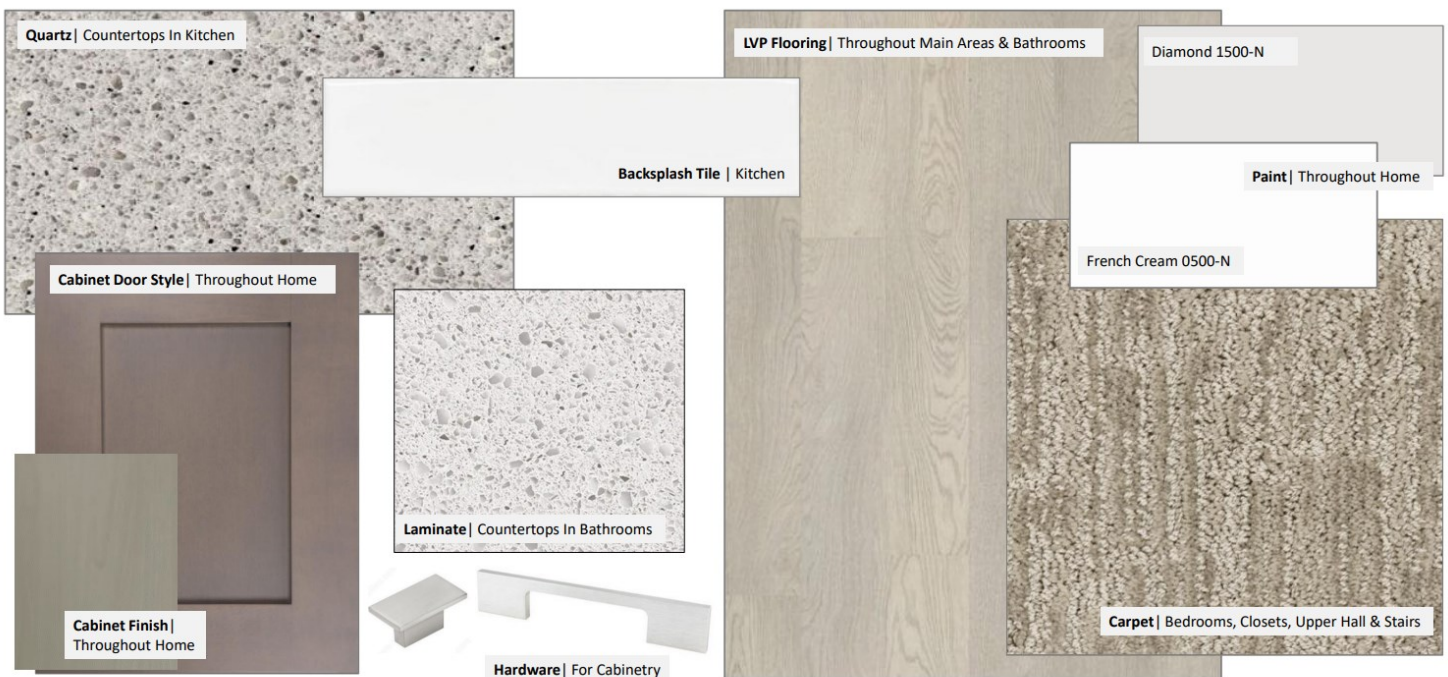 Quartz| Countertops In Kitchen
LVP Flooring| Throughout Main Areas & Bathrooms
Diamond 1500-N
Backsplash Tile | Kitchen
Paint| Throughout Home
French Cream 0500-N
Cabinet Door Style| Throughout Home
Laminate| Countertops In Bathrooms
Cabinet Finish|
Throughout Home
Carpet| Bedrooms, Closets, Upper Hall & Stairs
Hardware| For Cabinetry